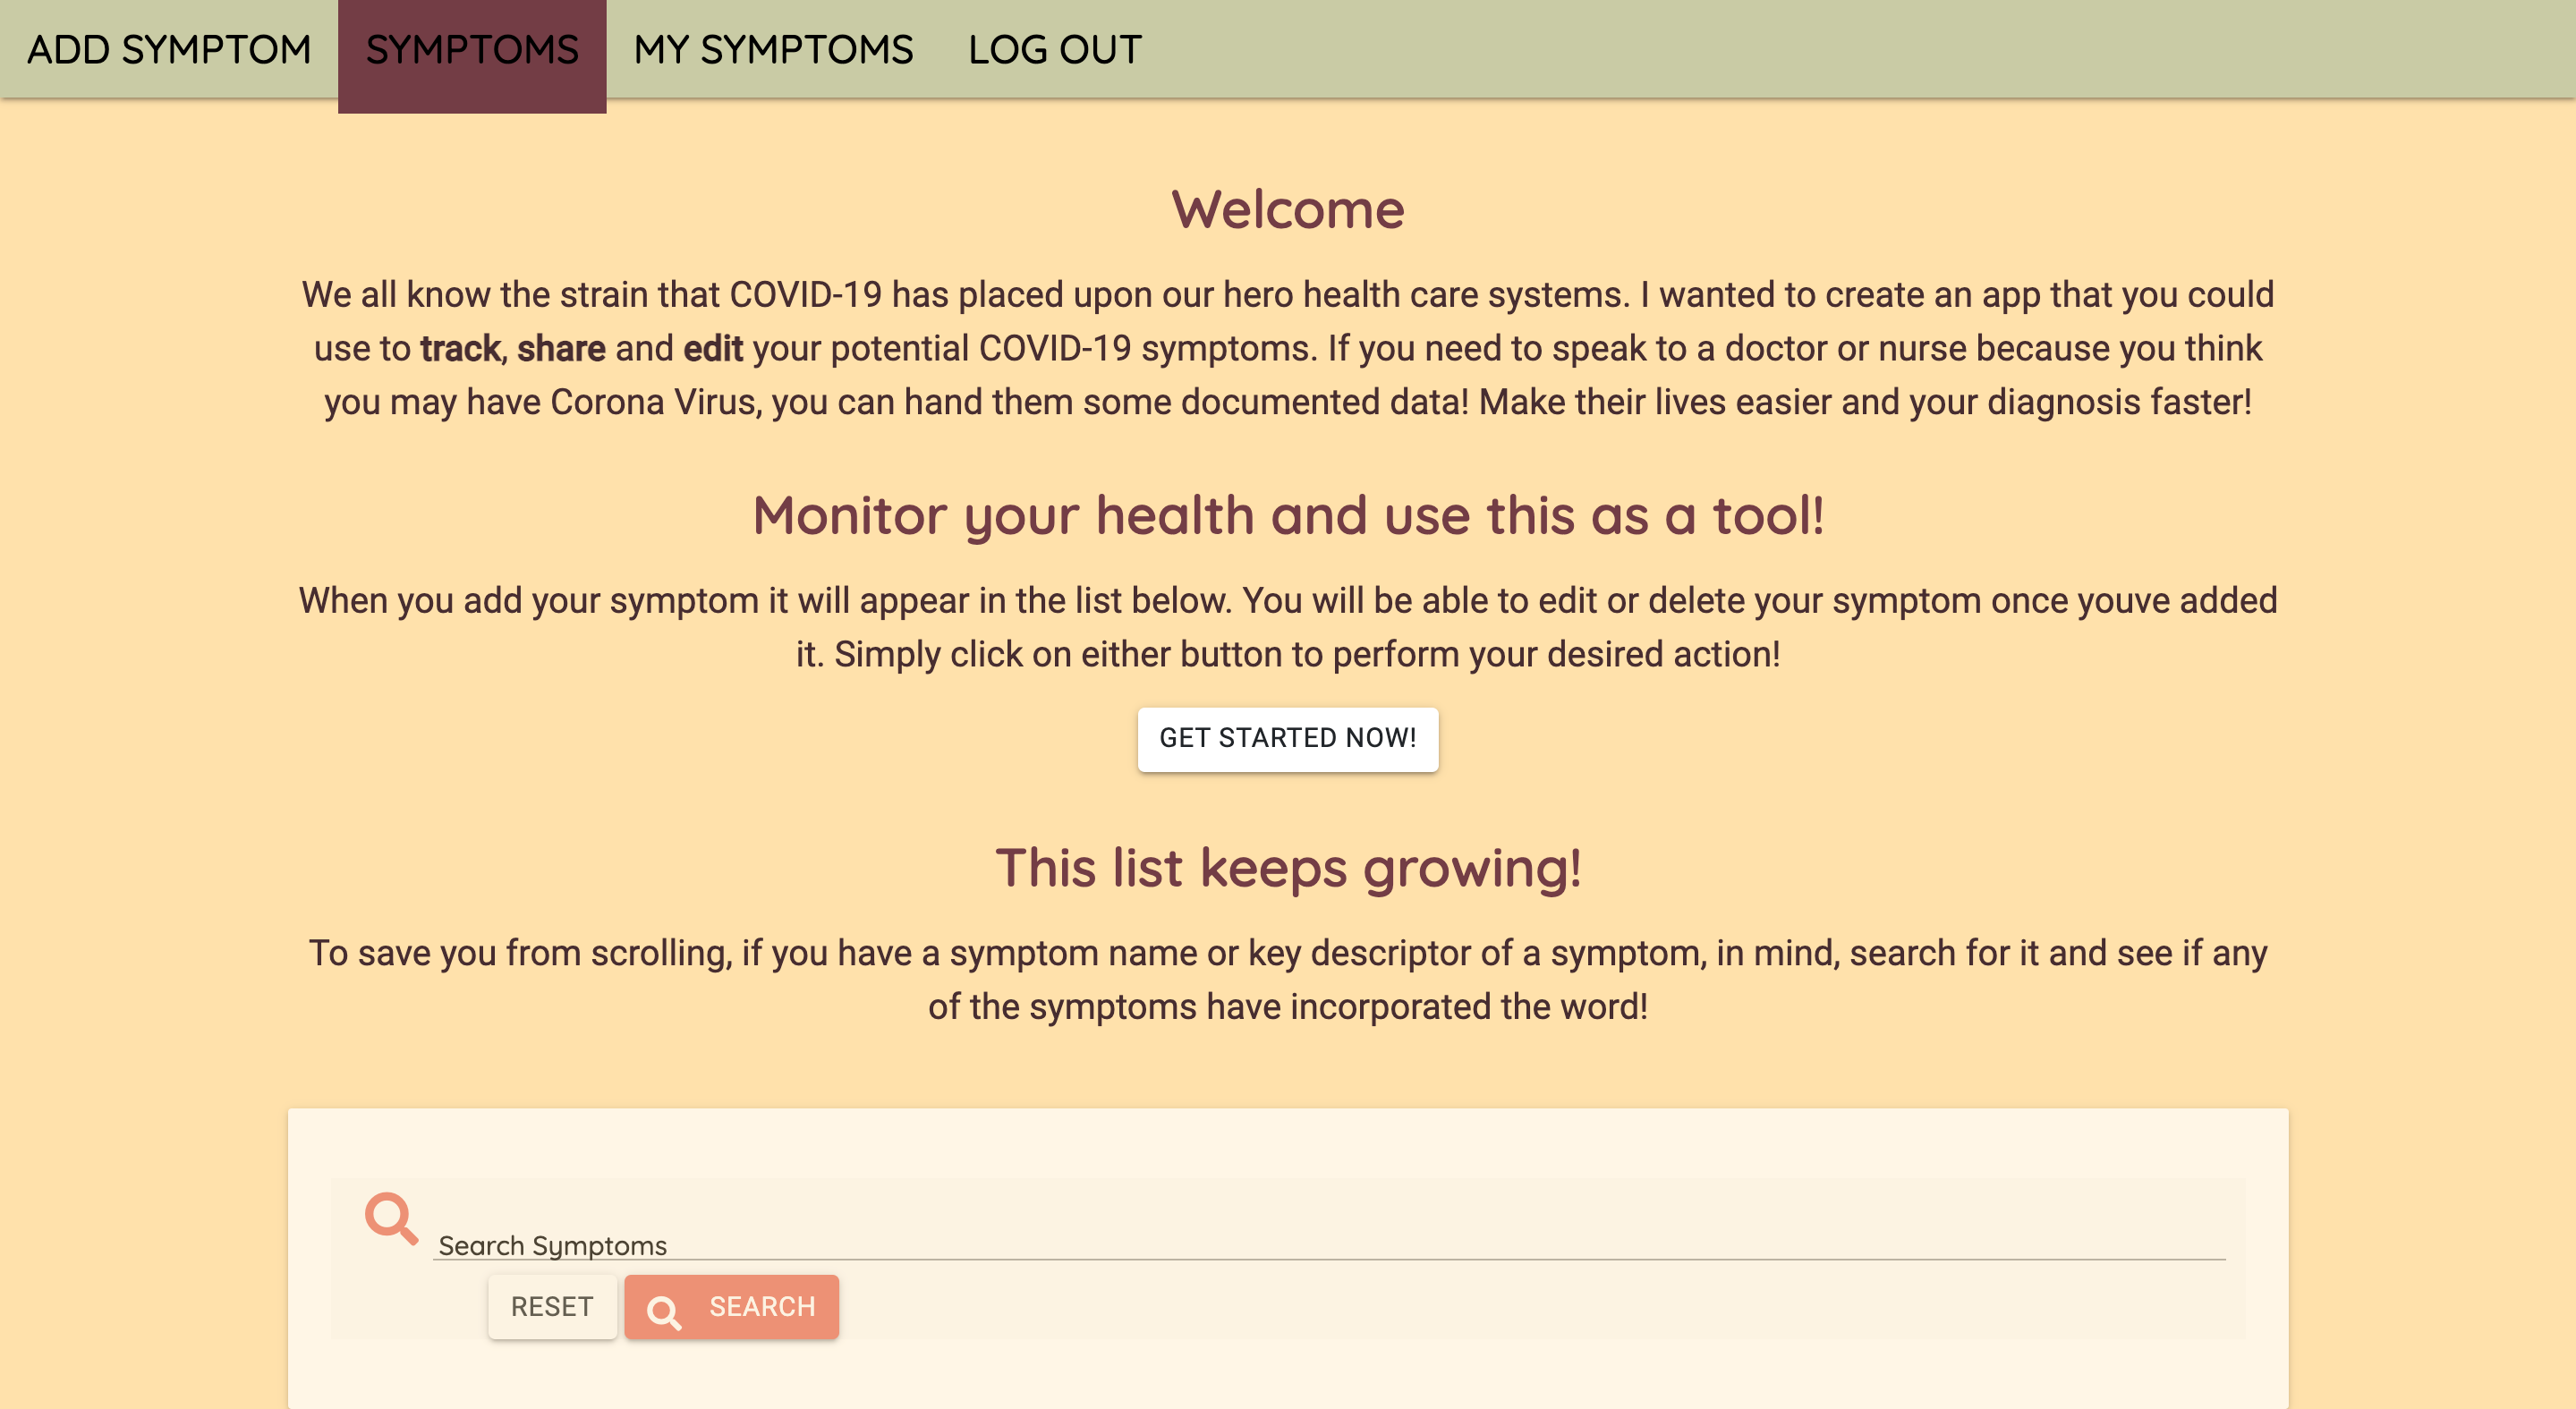 ADD SYMPTOM SYMPTOMS MY SYMPTOMS LOG OUT
Welcome
We all know the strain that COVID-19 has placed upon our hero health care systems. I wanted to create an app that you could
use to track, share and edit your potential COVID-19 symptoms. If you need to speak to a doctor or nurse because you think
you may have Corona Virus, you can hand them some documented data! Make their lives easier and your diagnosis faster!
Monitor your health and use this as a tool!
When you add your symptom it will appear in the list below. You will be able to edit or delete your symptom once youve added
it. Simply click on either button to perform your desired action!
GET STARTED NOW!
This list keeps growing!
To save you from scrolling, if you have a symptom name or key descriptor of a symptom, in mind, search for it and see if any
of the symptoms have incorporated the word!
Search Symptoms
RESET SEARCH